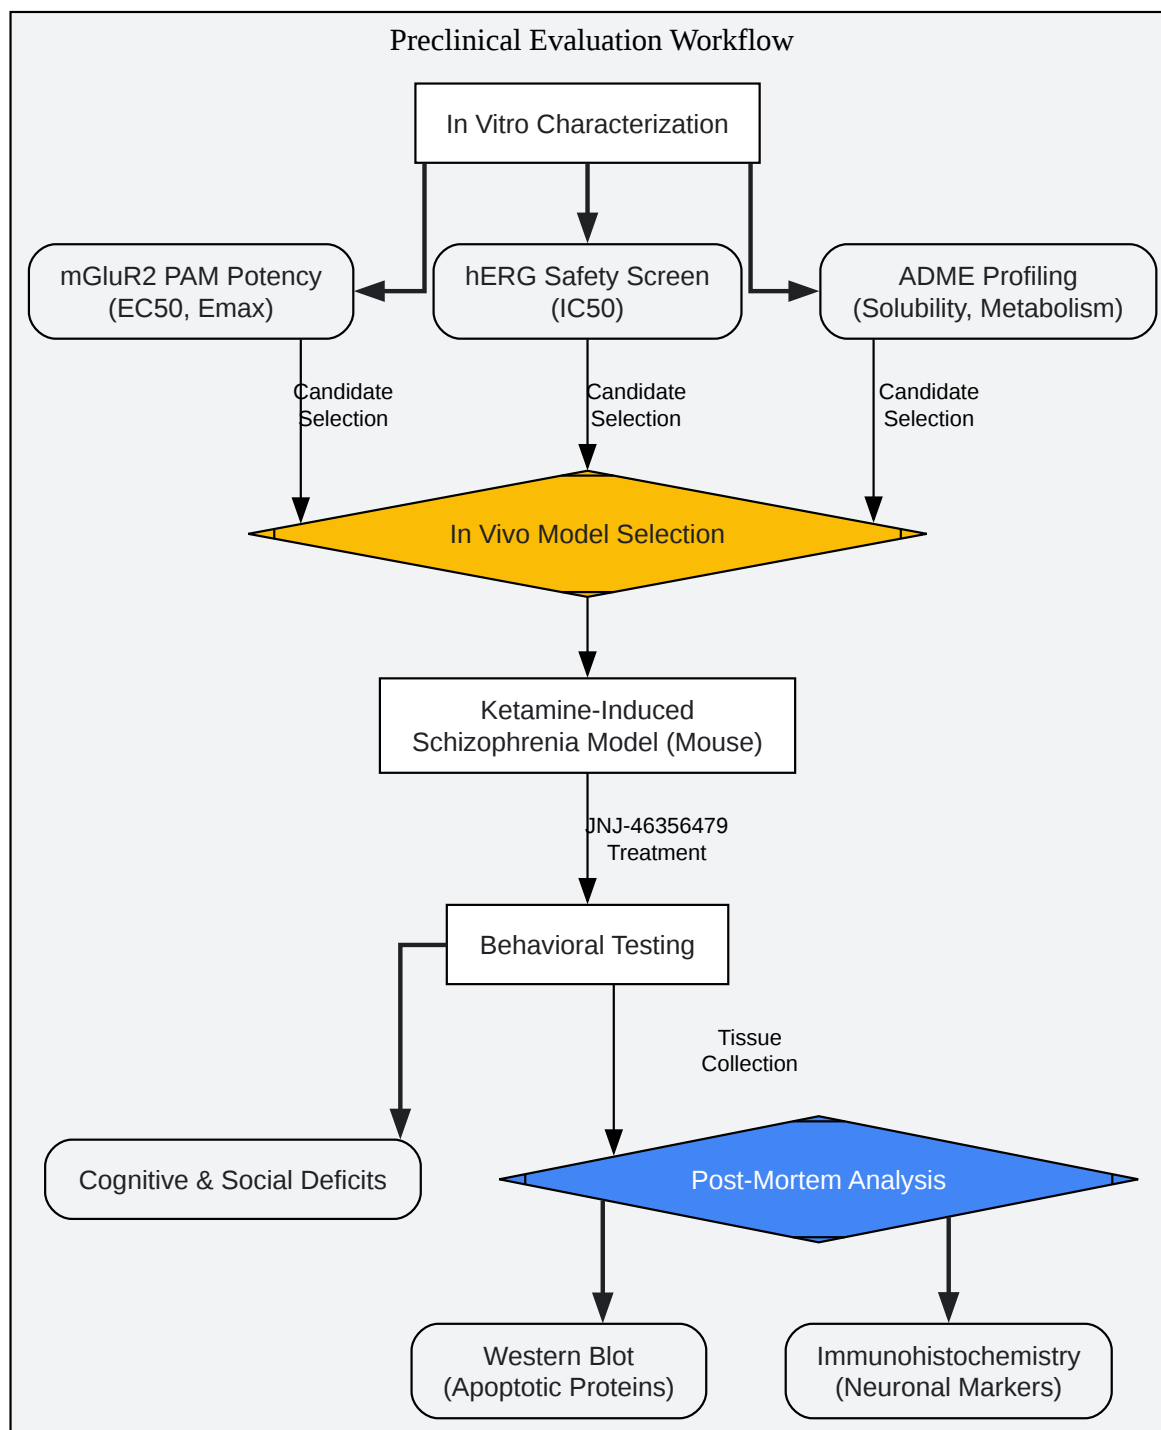 Preclinical Evaluation Workflow
In Vitro Characterization
mGluR2 PAM Potency
(EC50, Emax)
hERG Safety Screen
(IC50)
ADME Profiling
(Solubility, Metabolism)
Candidate
Selection
Candidate
Selection
Candidate
Selection
In Vivo Model Selection
Ketamine-Induced
Schizophrenia Model (Mouse)
JNJ-46356479
Treatment
Behavioral Testing
Tissue
Collection
Cognitive & Social Deficits
Post-Mortem Analysis
Western Blot
(Apoptotic Proteins)
Immunohistochemistry
(Neuronal Markers)